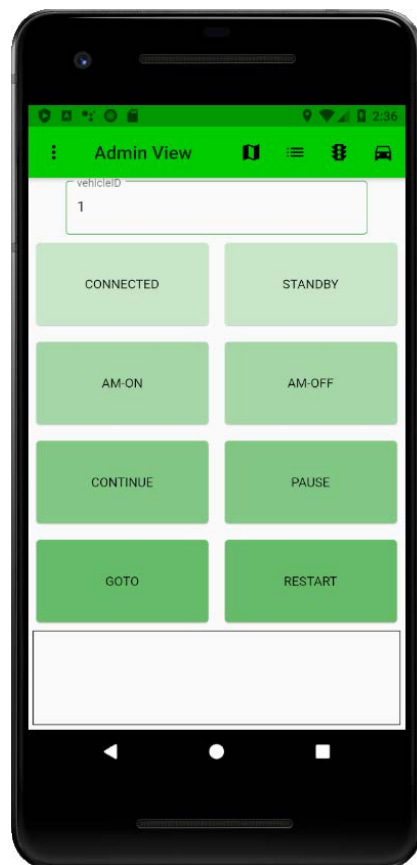 2:36
Admin View
vehicleID
1
CONNECTED STANDBY
AM-ON AM-OFF
CONTINUE PAUSE
GOTO RESTART